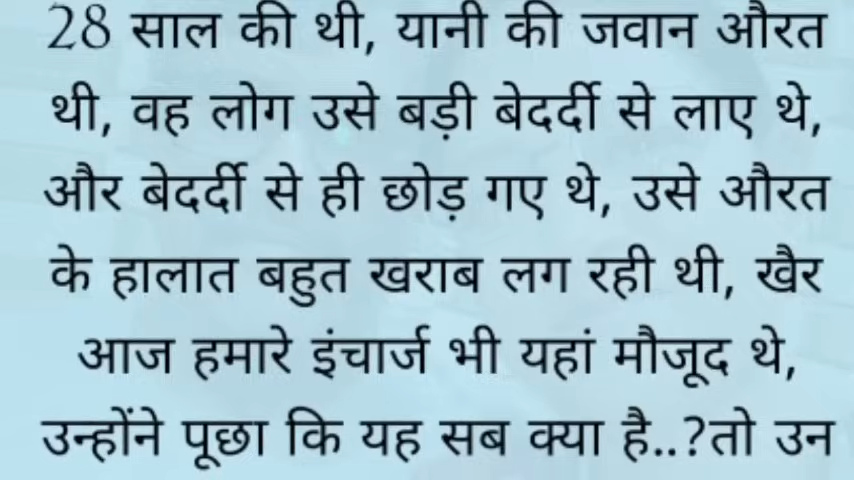 28 साल की थी, यानी की जवान औरत
थी, वह लोग उसे बड़ी बेदर्दी से लाए थे,
और बेदर्दी से ही छोड़ गए थे, उसे औरत
के हालात बहुत खराब लग रही थी, खैर
आज हमारे इंचार्ज भी यहां मौजूद थे,
उन्होंने पूछा कि यह सब क्या है..?तो उन